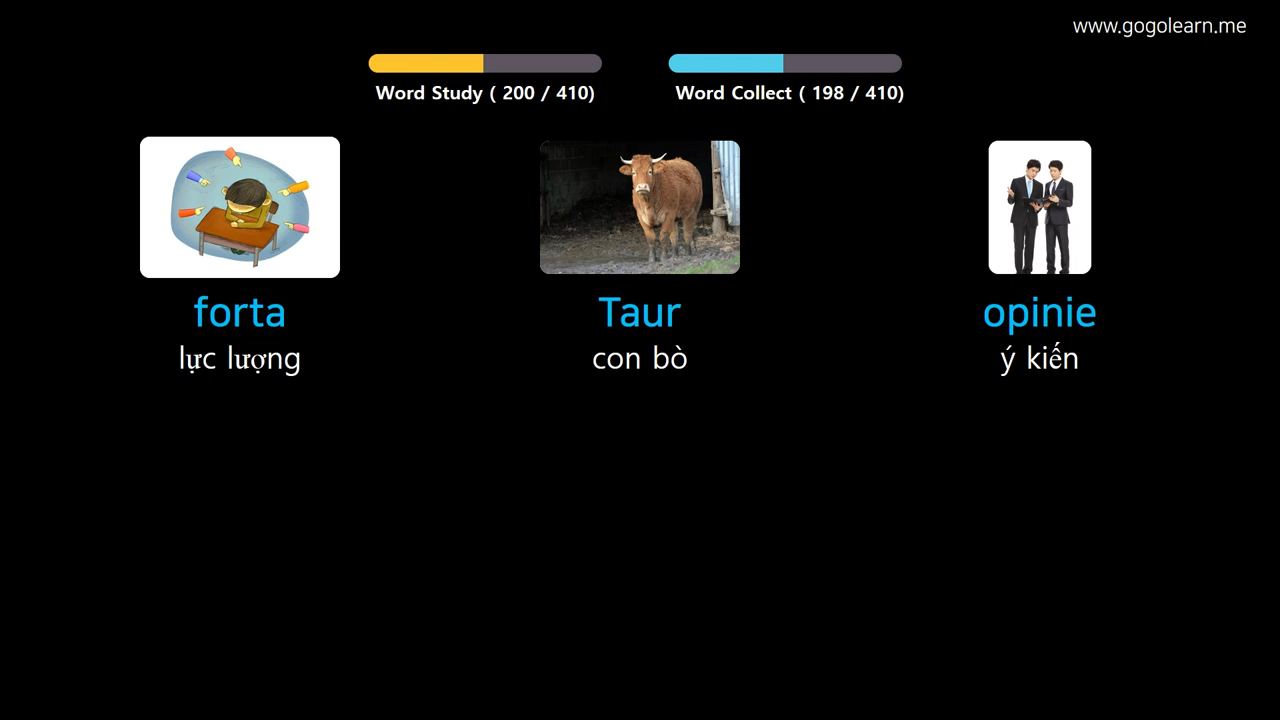 www.gogolearn.me
Word Study ( 200 / 410)
Word Collect ( 198 / 410)
forta
Taur
opinie
lực lượng
con bò
ý kiến